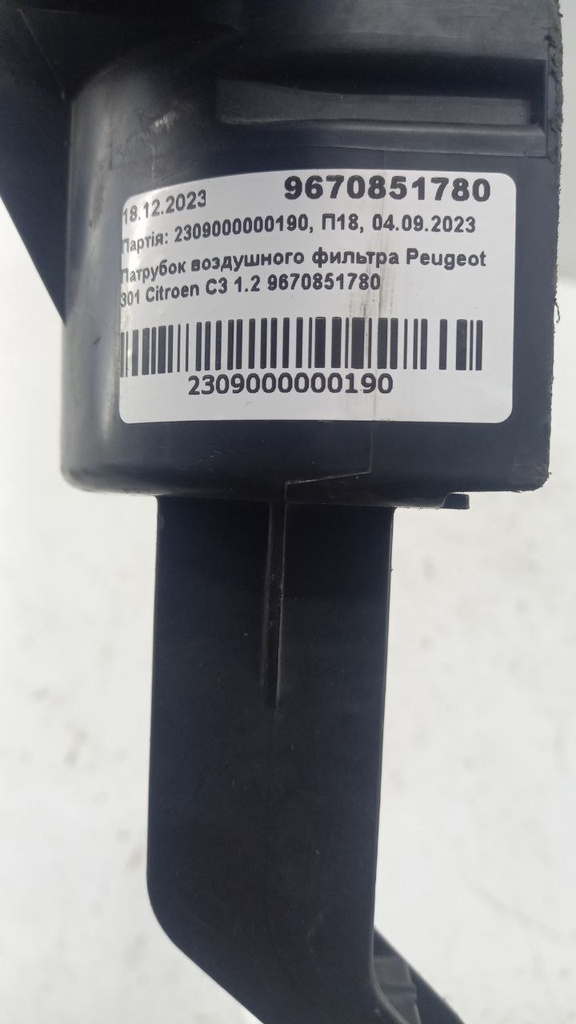 18.12.2023 9670851780
Партія: 2309000000190, П18, 04.09.2023
Патрубок воздушного фильтра Peugeot
301 Citroen C3 1.2 9670851780
2309000000190